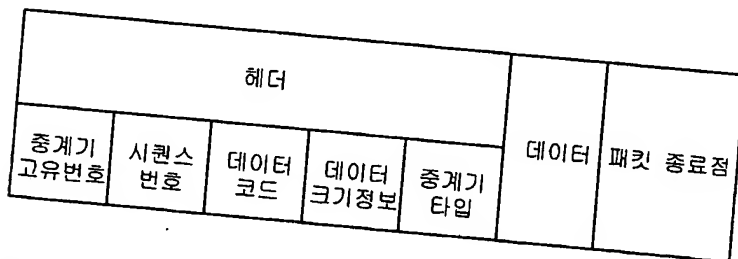 헤더
중계기
고유번호
시퀀스
번호
데이터
코드
데이터
크기정보
중계기
타입
데이터
패킷 종료점